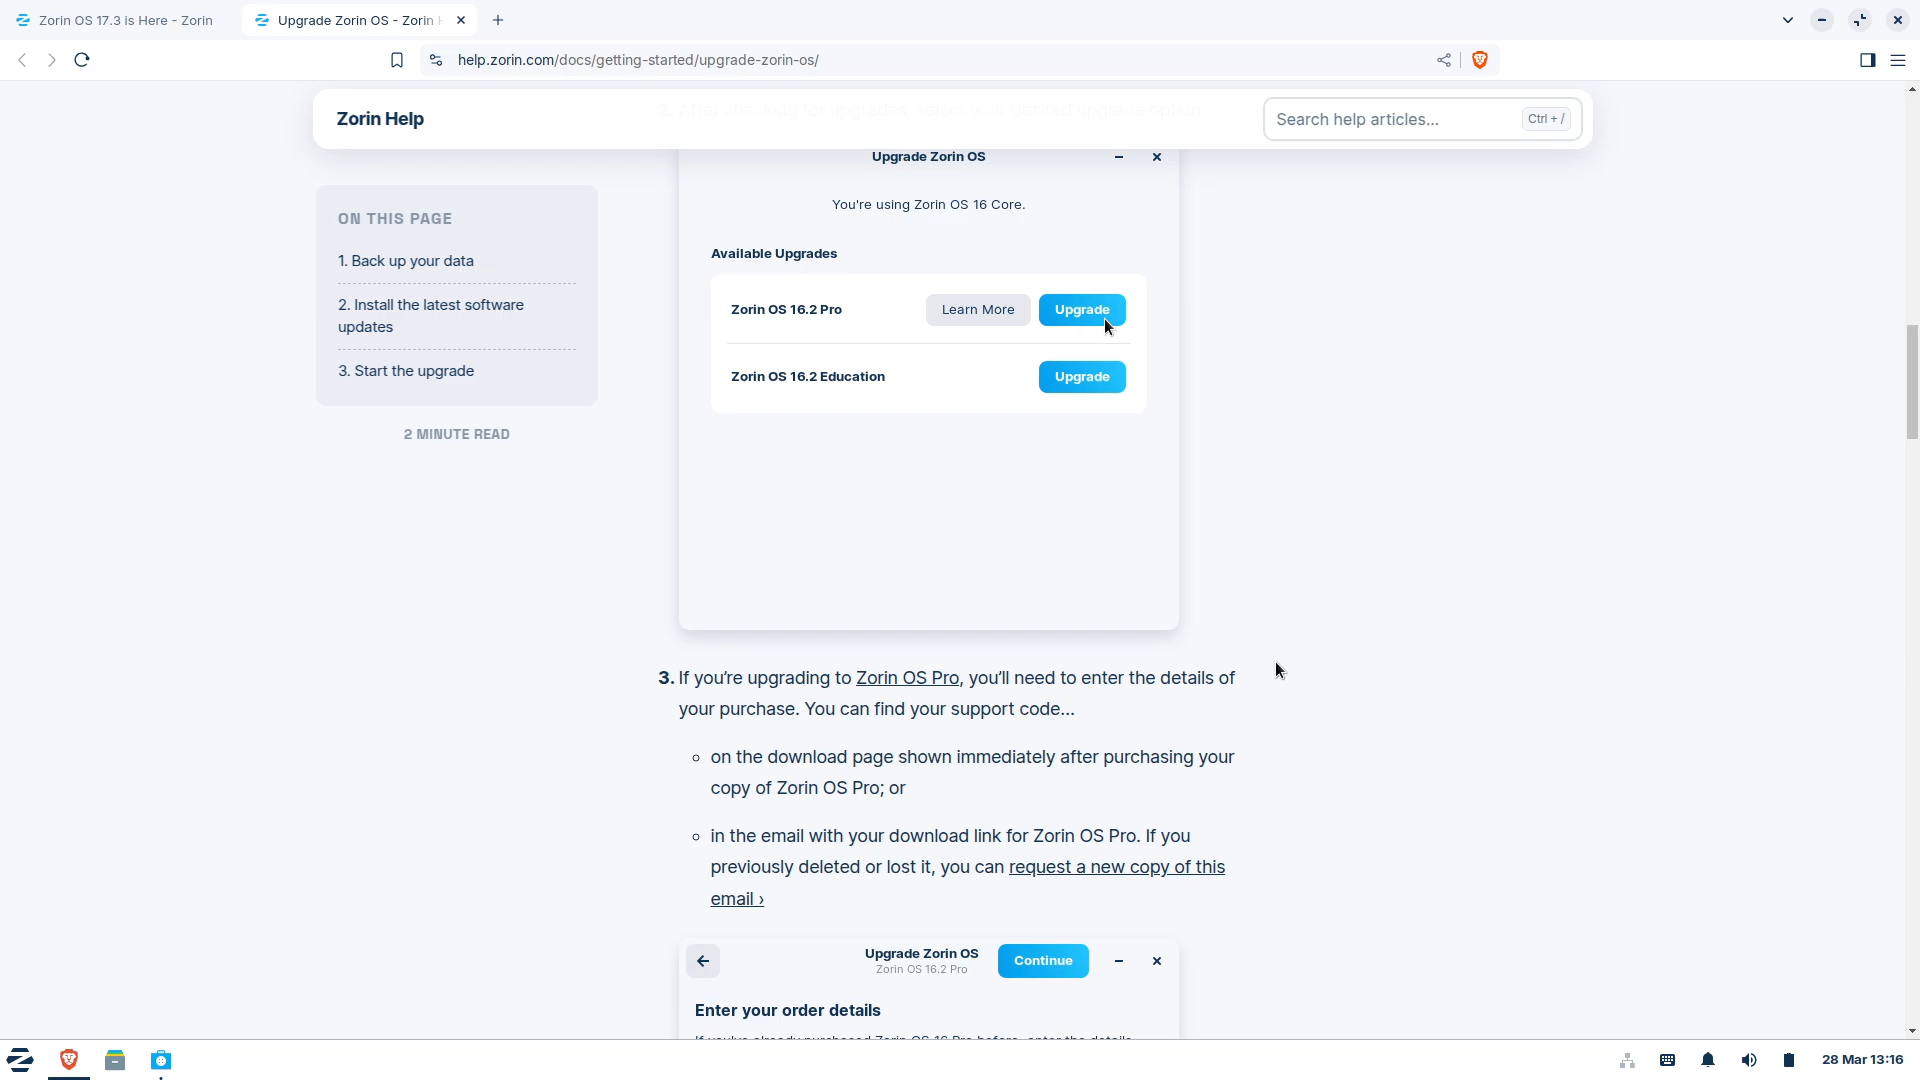 Zorin OS 17.3 is Here - Zorin
Upgrade Zorin OS - Zorin H
help.zorin.com/docs/getting-started/upgrade-zorin-os/
2. After checking for upgrades, select your desired upgrade option.
Zorin Help
Search help articles...
Ctrl + /
ON THIS PAGE
1. Back up your data
2. Install the latest software
updates
3. Start the upgrade
2 MINUTE READ
Upgrade Zorin OS
You're using Zorin OS 16 Core.
Available Upgrades
Zorin OS 16.2 Pro
Learn More
Upgrade
Zorin OS 16.2 Education
Upgrade
3. If you’re upgrading to Zorin OS Pro, you’ll need to enter the details of
your purchase. You can find your support code…
on the download page shown immediately after purchasing your
copy of Zorin OS Pro; or
in the email with your download link for Zorin OS Pro. If you
previously deleted or lost it, you can request a new copy of this
email ›
Upgrade Zorin OS
Zorin OS 16.2 Pro
Continue
Enter your order details
If you've already purchased Zorin OS 16 Pro before, enter the details
28 Mar 13:16